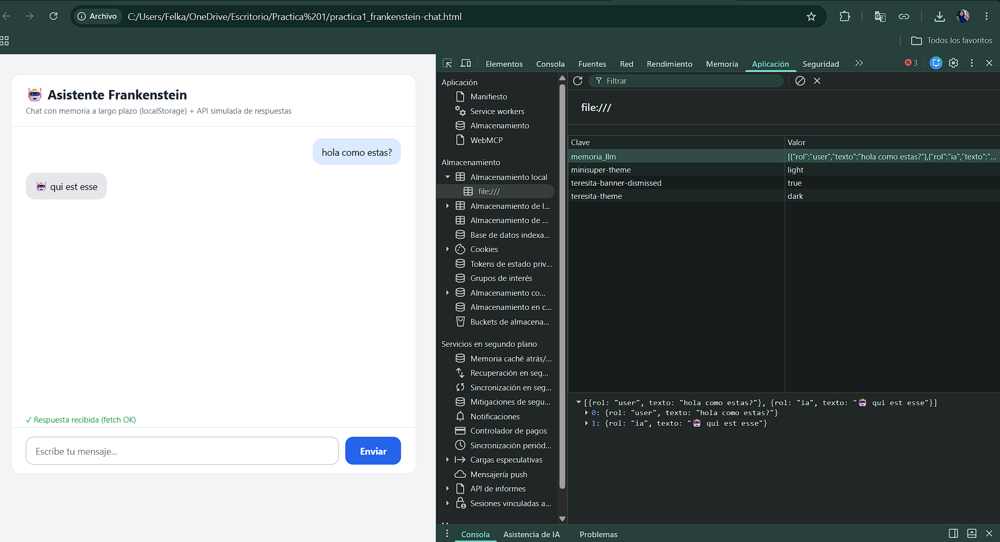 Archivo
C:/Users/Felka/OneDrive/Escritorio/Practica%201/practica1_frankenstein-chat.html
Todos los favoritos
Asistente Frankenstein
Chat con memoria a largo plazo (localStorage) + API simulada de respuestas
hola como estas?
qui est esse
✓ Respuesta recibida (fetch OK)
Escribe tu mensaje...
Enviar
Elementos
Consola
Fuentes
Red
Rendimiento
Memoria
Aplicación
Seguridad
3
Aplicación
Manifiesto
Service workers
Almacenamiento
WebMCP
Almacenamiento
Almacenamiento local
file:///
Almacenamiento de l...
Almacenamiento de ...
Base de datos indexa...
Cookies
Tokens de estado priv...
Grupos de interés
Almacenamiento co...
Almacenamiento en c...
Buckets de almacena...
Servicios en segundo plano
Memoria caché atrás/...
Recuperación en seg...
Sincronización en seg...
Mitigaciones de segu...
Notificaciones
Controlador de pagos
Sincronización periód...
Cargas especulativas
Mensajería push
API de informes
Sesiones vinculadas a...
Filtrar
file:///
Clave Valor
memoria_llm [{"rol":"user","texto":"hola como estas?"},{"rol":"ia","texto":"...
minisuper-theme light
teresita-banner-dismissed true
teresita-theme dark
[{rol: "user", texto: "hola como estas?"}, {rol: "ia", texto: "🤖 qui est esse"}]
0: {rol: "user", texto: "hola como estas?"}
1: {rol: "ia", texto: "🤖 qui est esse"}
Consola
Asistencia de IA
Problemas